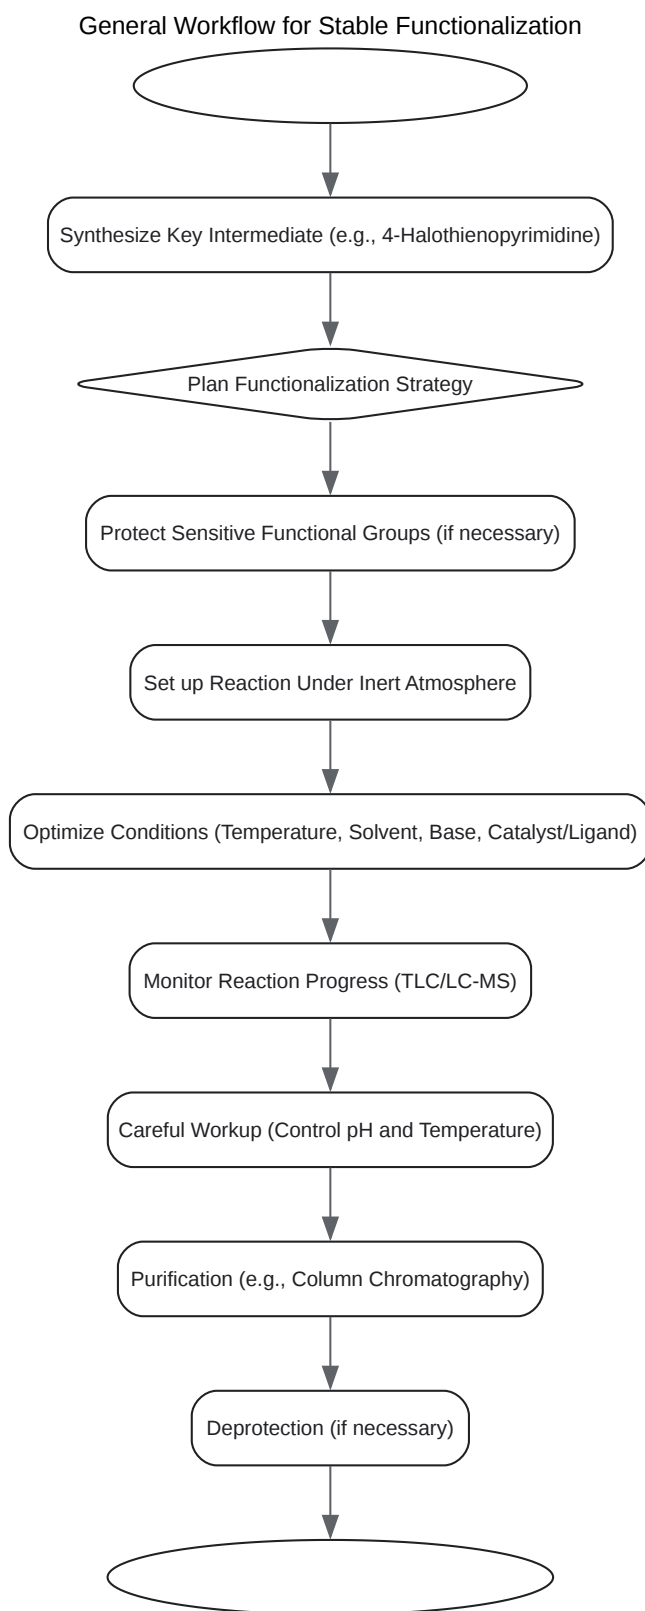 General Workflow for Stable Functionalization
Synthesize Key Intermediate (e.g., 4-Halothienopyrimidine)
Plan Functionalization Strategy
Protect Sensitive Functional Groups (if necessary)
Set up Reaction Under Inert Atmosphere
Optimize Conditions (Temperature, Solvent, Base, Catalyst/Ligand)
Monitor Reaction Progress (TLC/LC-MS)
Careful Workup (Control pH and Temperature)
Purification (e.g., Column Chromatography)
Deprotection (if necessary)